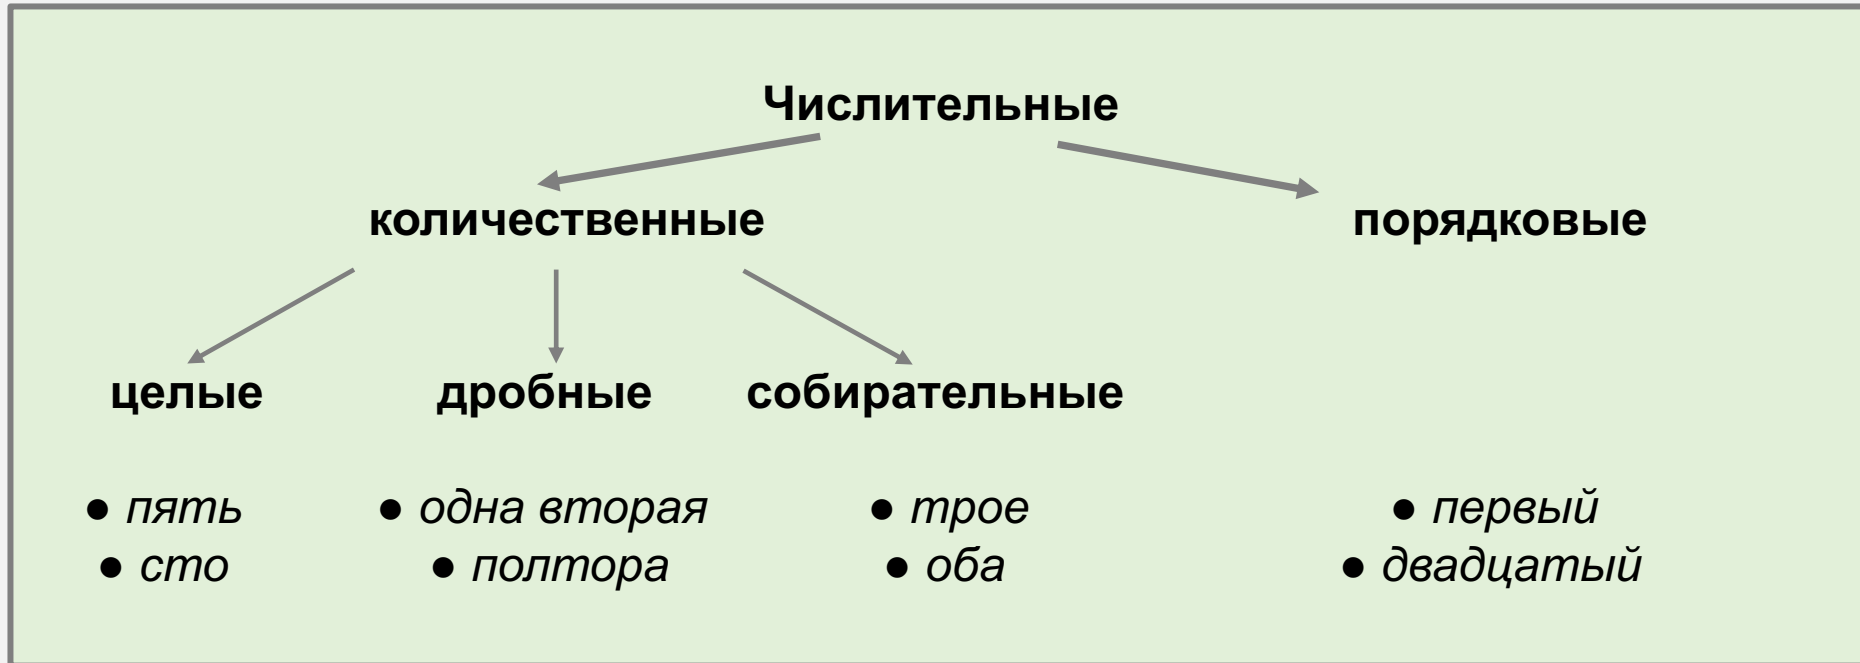 Числительные
количественные порядковые
целые дробные собирательные
● пять ● одна вторая ● трое ● первый
● сто ● полтора ● оба ● двадцатый